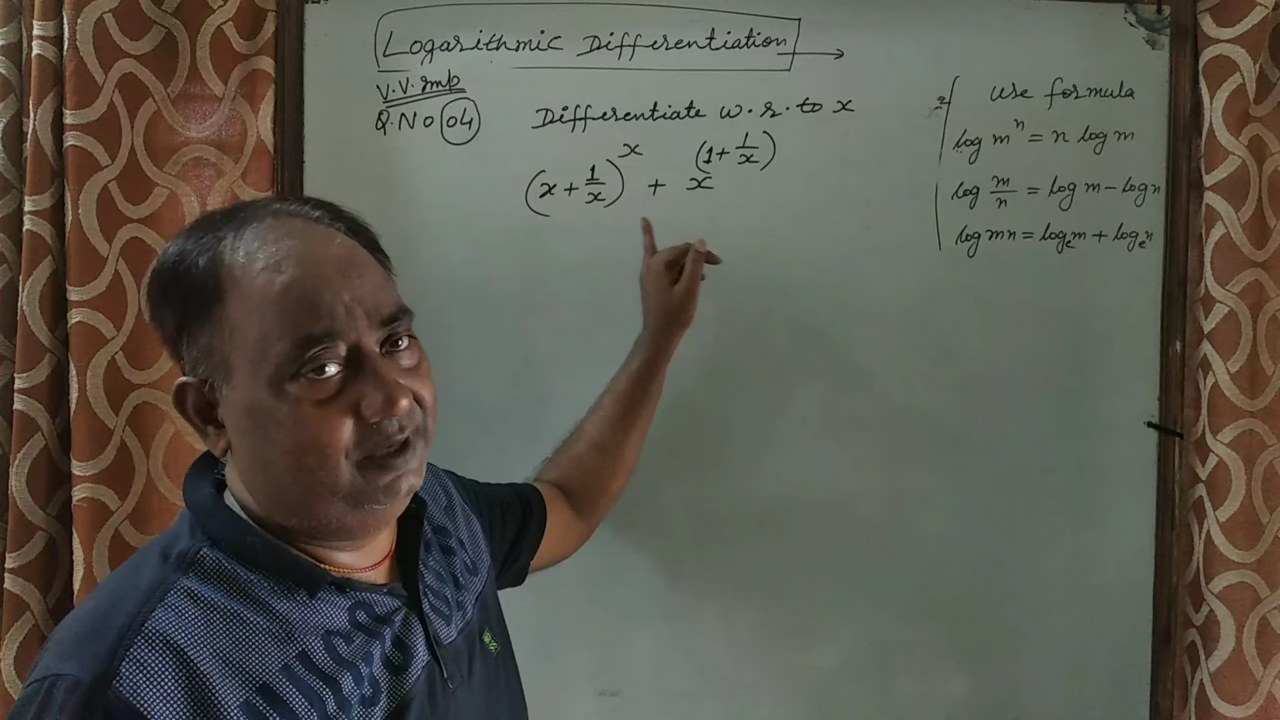 Logarithmic Differentiation
V.V. Imp
Q.No 04 Differentiate w.r.to x
(x + 1/x)^x + x^(1 + 1/x)
use formula
log m^n = n log m
log m/n = log m - log n
log mn = log_e m + log_e n